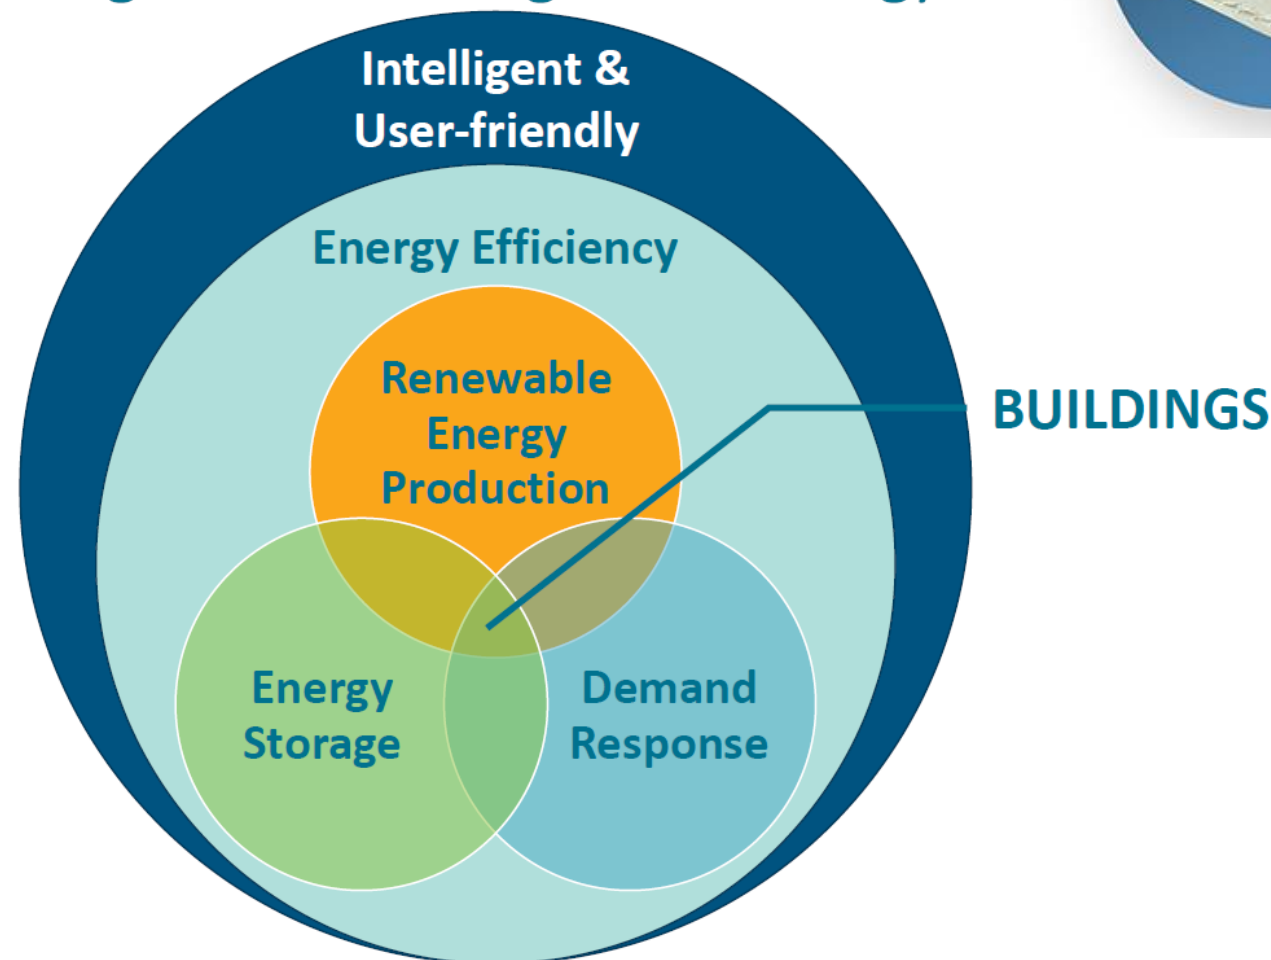 Intelligent &
User-friendly
Energy Efficiency
Renewable
Energy
Production
BUILDINGS
Energy
Storage
Demand
Response